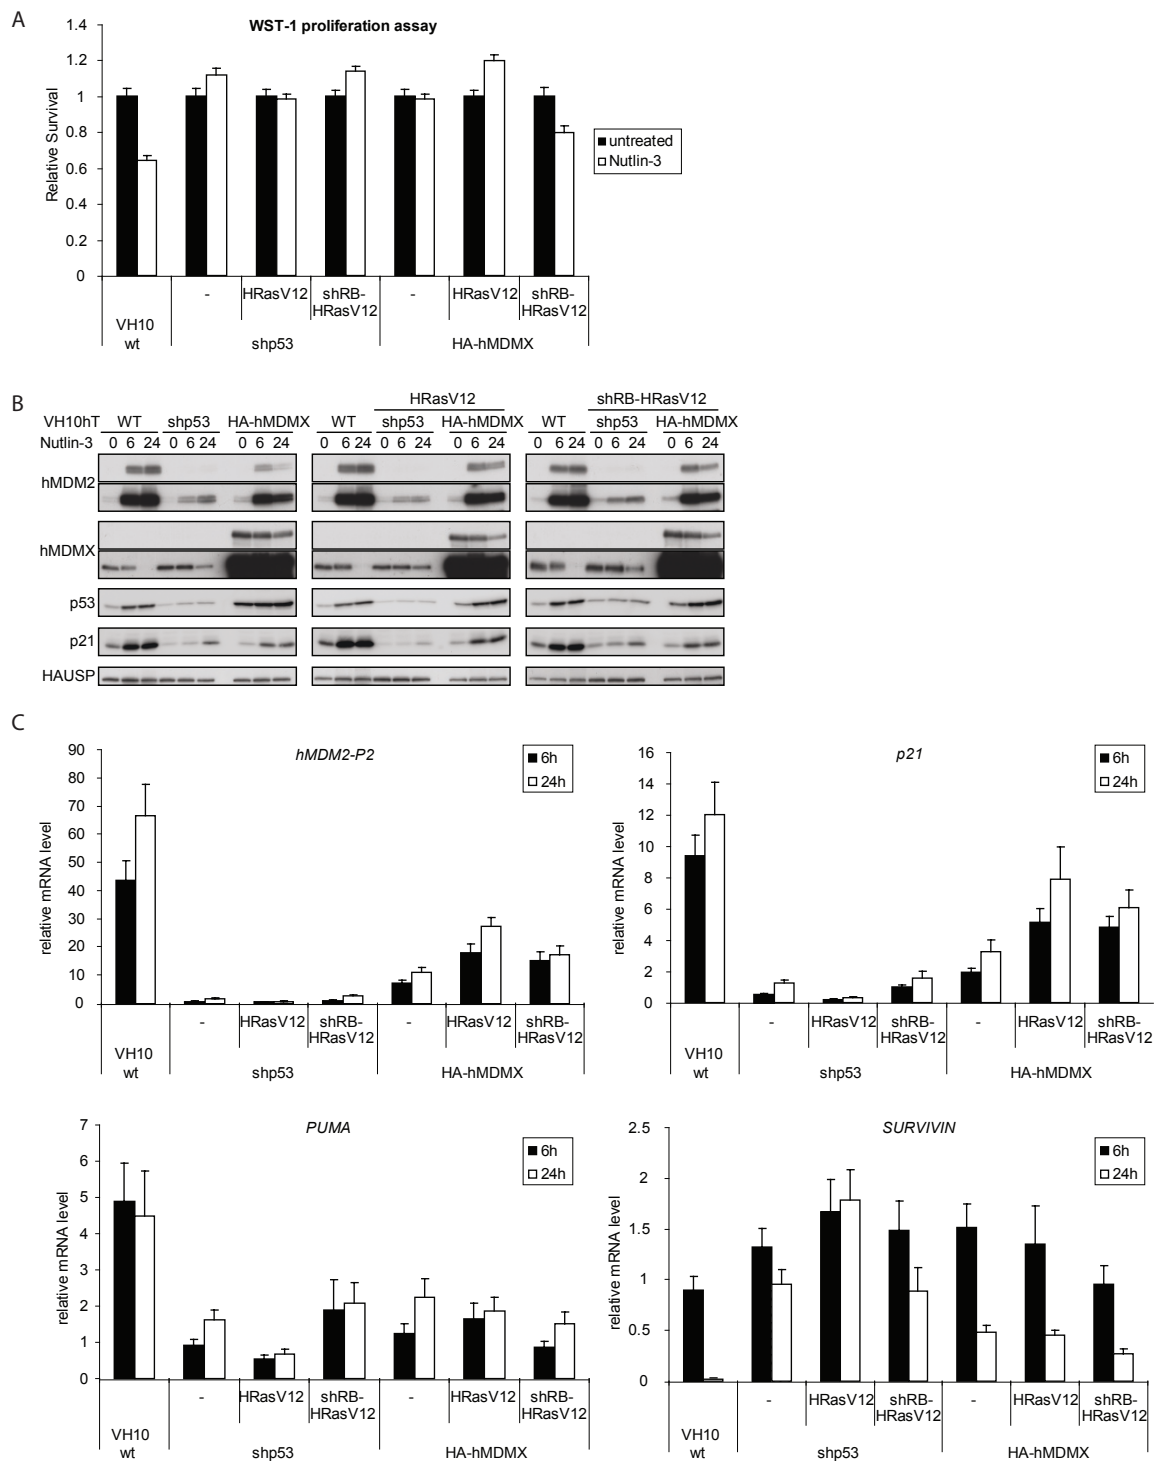 A
WST-1 proliferation assay
Relative Survival
1.4
1.2
1
0.8
0.6
0.4
0.2
0
untreated
Nutlin-3
- HRasV12 shRB-HRasV12 - HRasV12 shRB-HRasV12
VH10 wt shp53 HA-hMDMX
B
HRasV12 shRB-HRasV12
VH10hT WT shp53 HA-hMDMX WT shp53 HA-hMDMX WT shp53 HA-hMDMX
Nutlin-3 0 6 24 0 6 24 0 6 24 0 6 24 0 6 24 0 6 24 0 6 24 0 6 24 0 6 24
hMDM2
hMDMX
p53
p21
HAUSP
C
hMDM2-P2
relative mRNA level
90
80
70
60
50
40
30
20
10
0
6h
24h
- HRasV12 shRB-HRasV12 - HRasV12 shRB-HRasV12
VH10 wt shp53 HA-hMDMX
p21
relative mRNA level
16
14
12
10
8
6
4
2
0
6h
24h
- HRasV12 shRB-HRasV12 - HRasV12 shRB-HRasV12
VH10 wt shp53 HA-hMDMX
PUMA
relative mRNA level
7
6
5
4
3
2
1
0
6h
24h
- HRasV12 shRB-HRasV12 - HRasV12 shRB-HRasV12
VH10 wt shp53 HA-hMDMX
SURVIVIN
relative mRNA level
2.5
2
1.5
1
0.5
0
6h
24h
- HRasV12 shRB-HRasV12 - HRasV12 shRB-HRasV12
VH10 wt shp53 HA-hMDMX